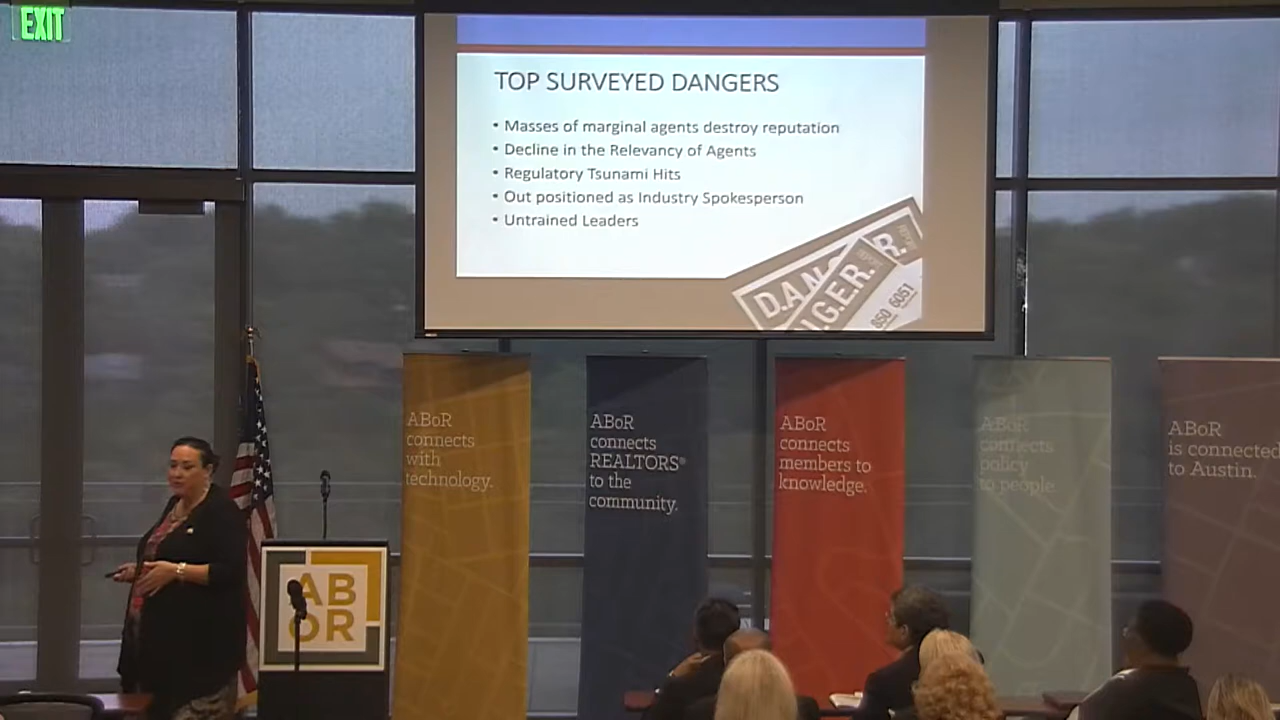 EXIT
TOP SURVEYED DANGERS
• Masses of marginal agents destroy reputation
• Decline in the Relevancy of Agents
• Regulatory Tsunami Hits
• Out positioned as Industry Spokesperson
• Untrained Leaders
REPORT
850 6051
ABoR
connects
with
technology.
ABoR
connects
REALTORS®
to the
community.
ABoR
connects
members to
knowledge.
ABoR
connects
policy
to people.
ABoR
is connected
to Austin.
AB
OR